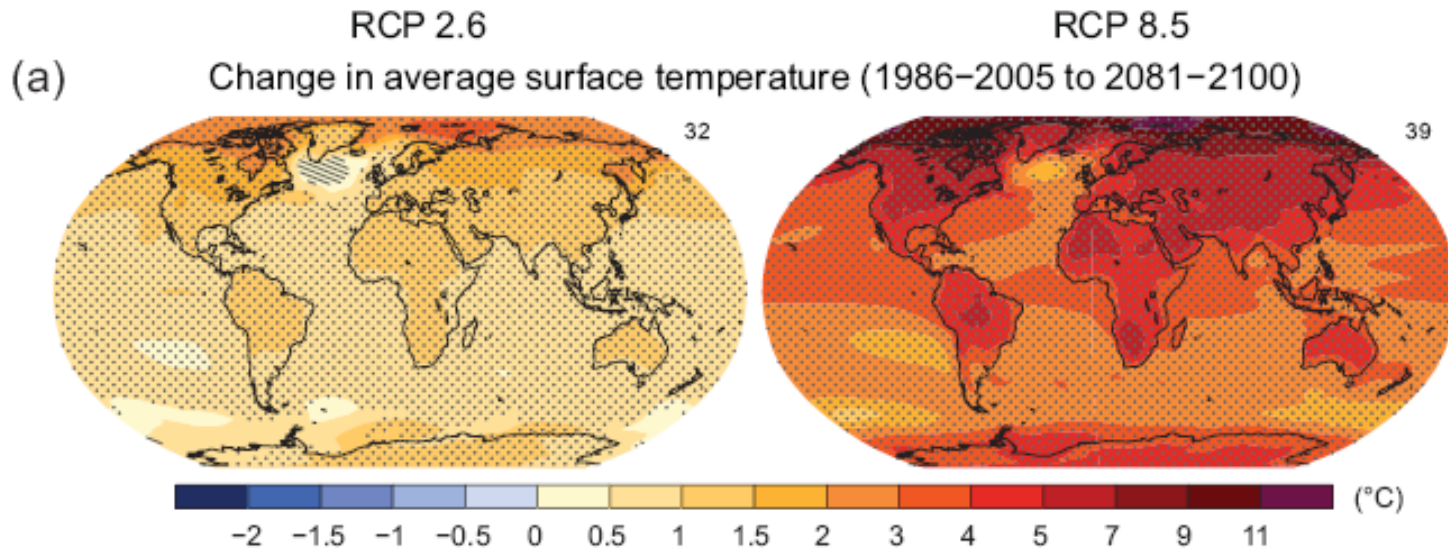 RCP 2.6 RCP 8.5
(a) Change in average surface temperature (1986−2005 to 2081−2100)
32 39
−2 −1.5 −1 −0.5 0 0.5 1 1.5 2 3 4 5 7 9 11 (°C)